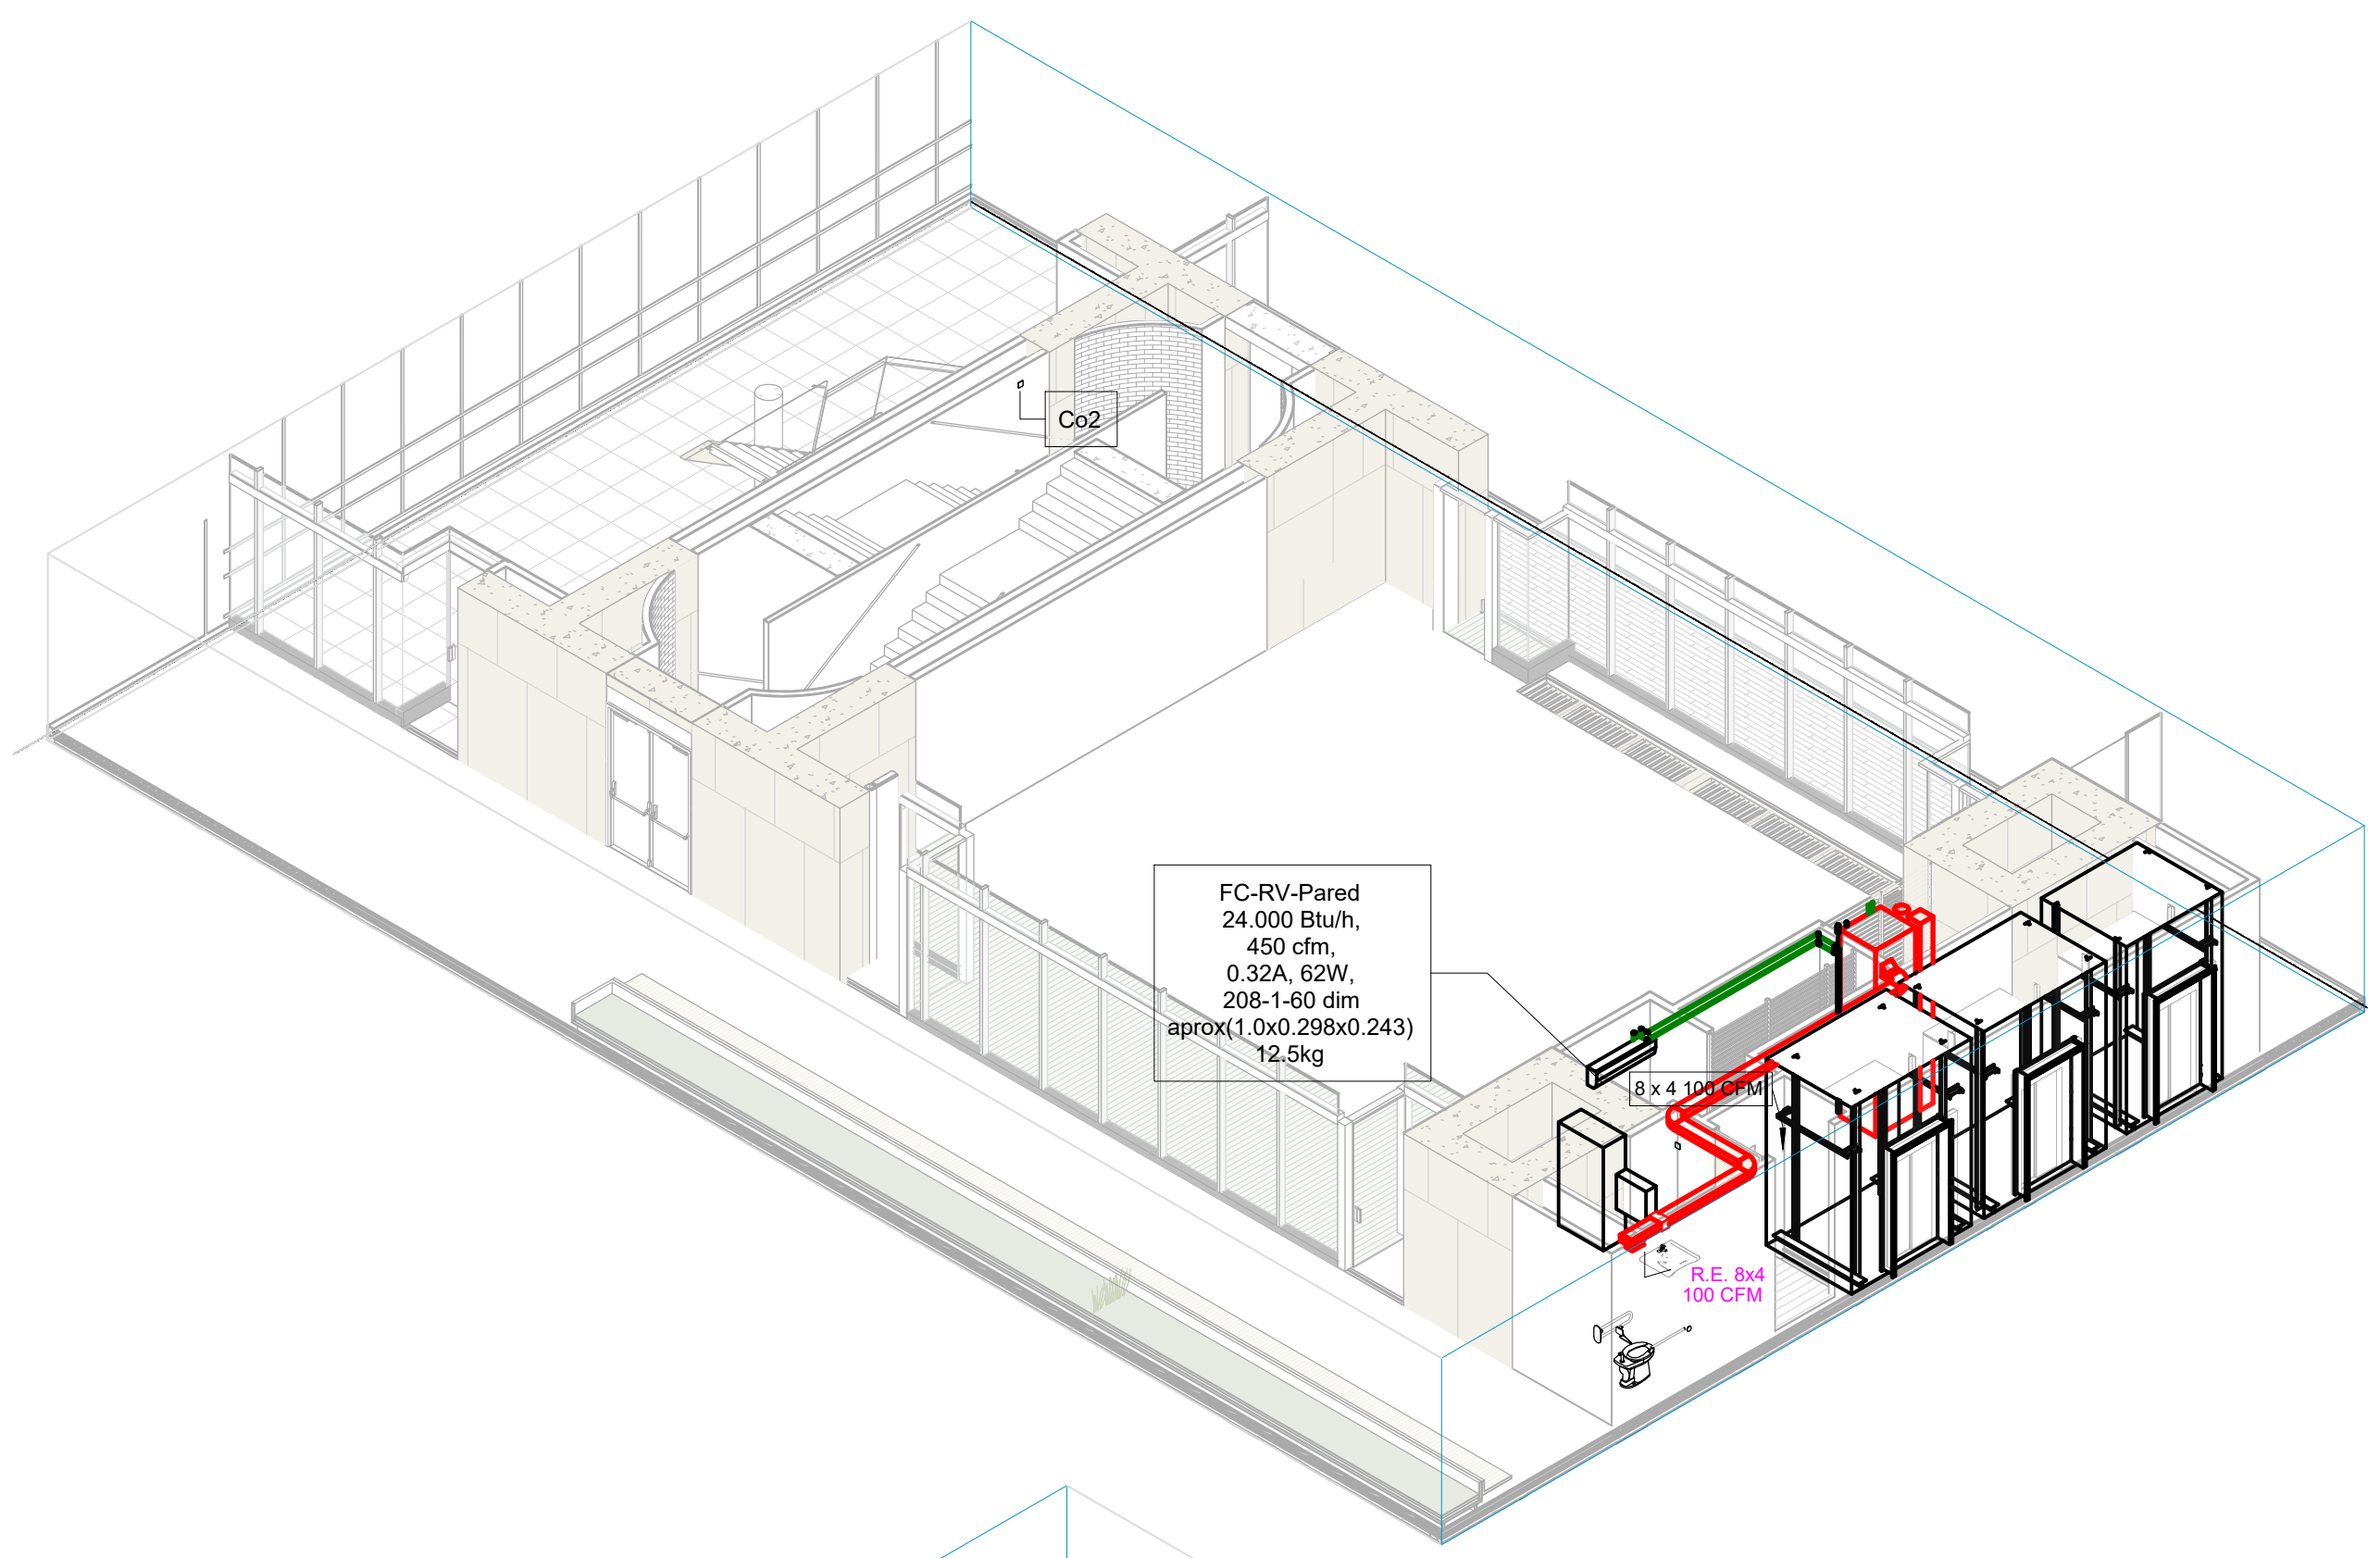 Co2
FC-RV-Pared
24.000 Btu/h,
450 cfm,
0.32A, 62W,
208-1-60 dim
aprox(1.0x0.298x0.243)
12.5kg
8 x 4 100 CFM
R.E. 8x4
100 CFM